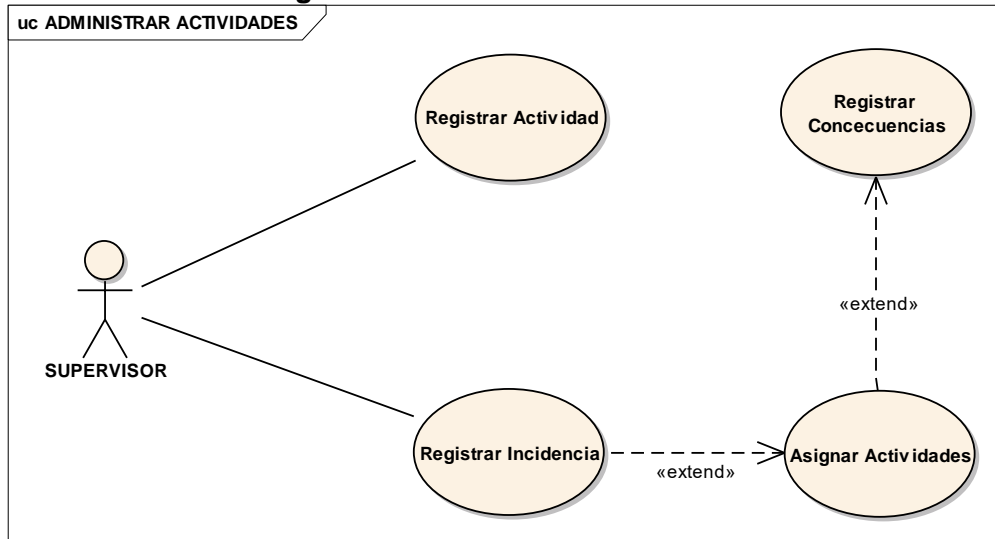 uc ADMINISTRAR ACTIVIDADES
Registrar Actividad
Registrar
Concecuencias
«extend»
SUPERVISOR
Registrar Incidencia
«extend»
Asignar Actividades